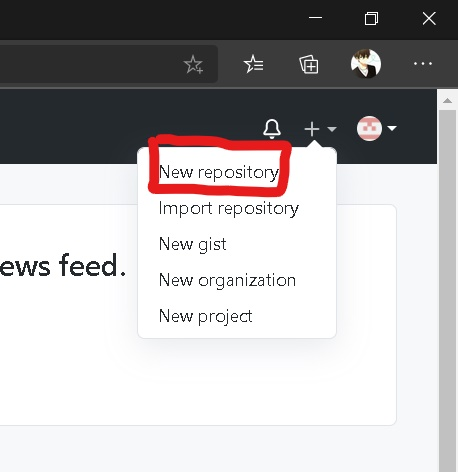 New repository
Import repository
New gist
New organization
New project
ews feed.